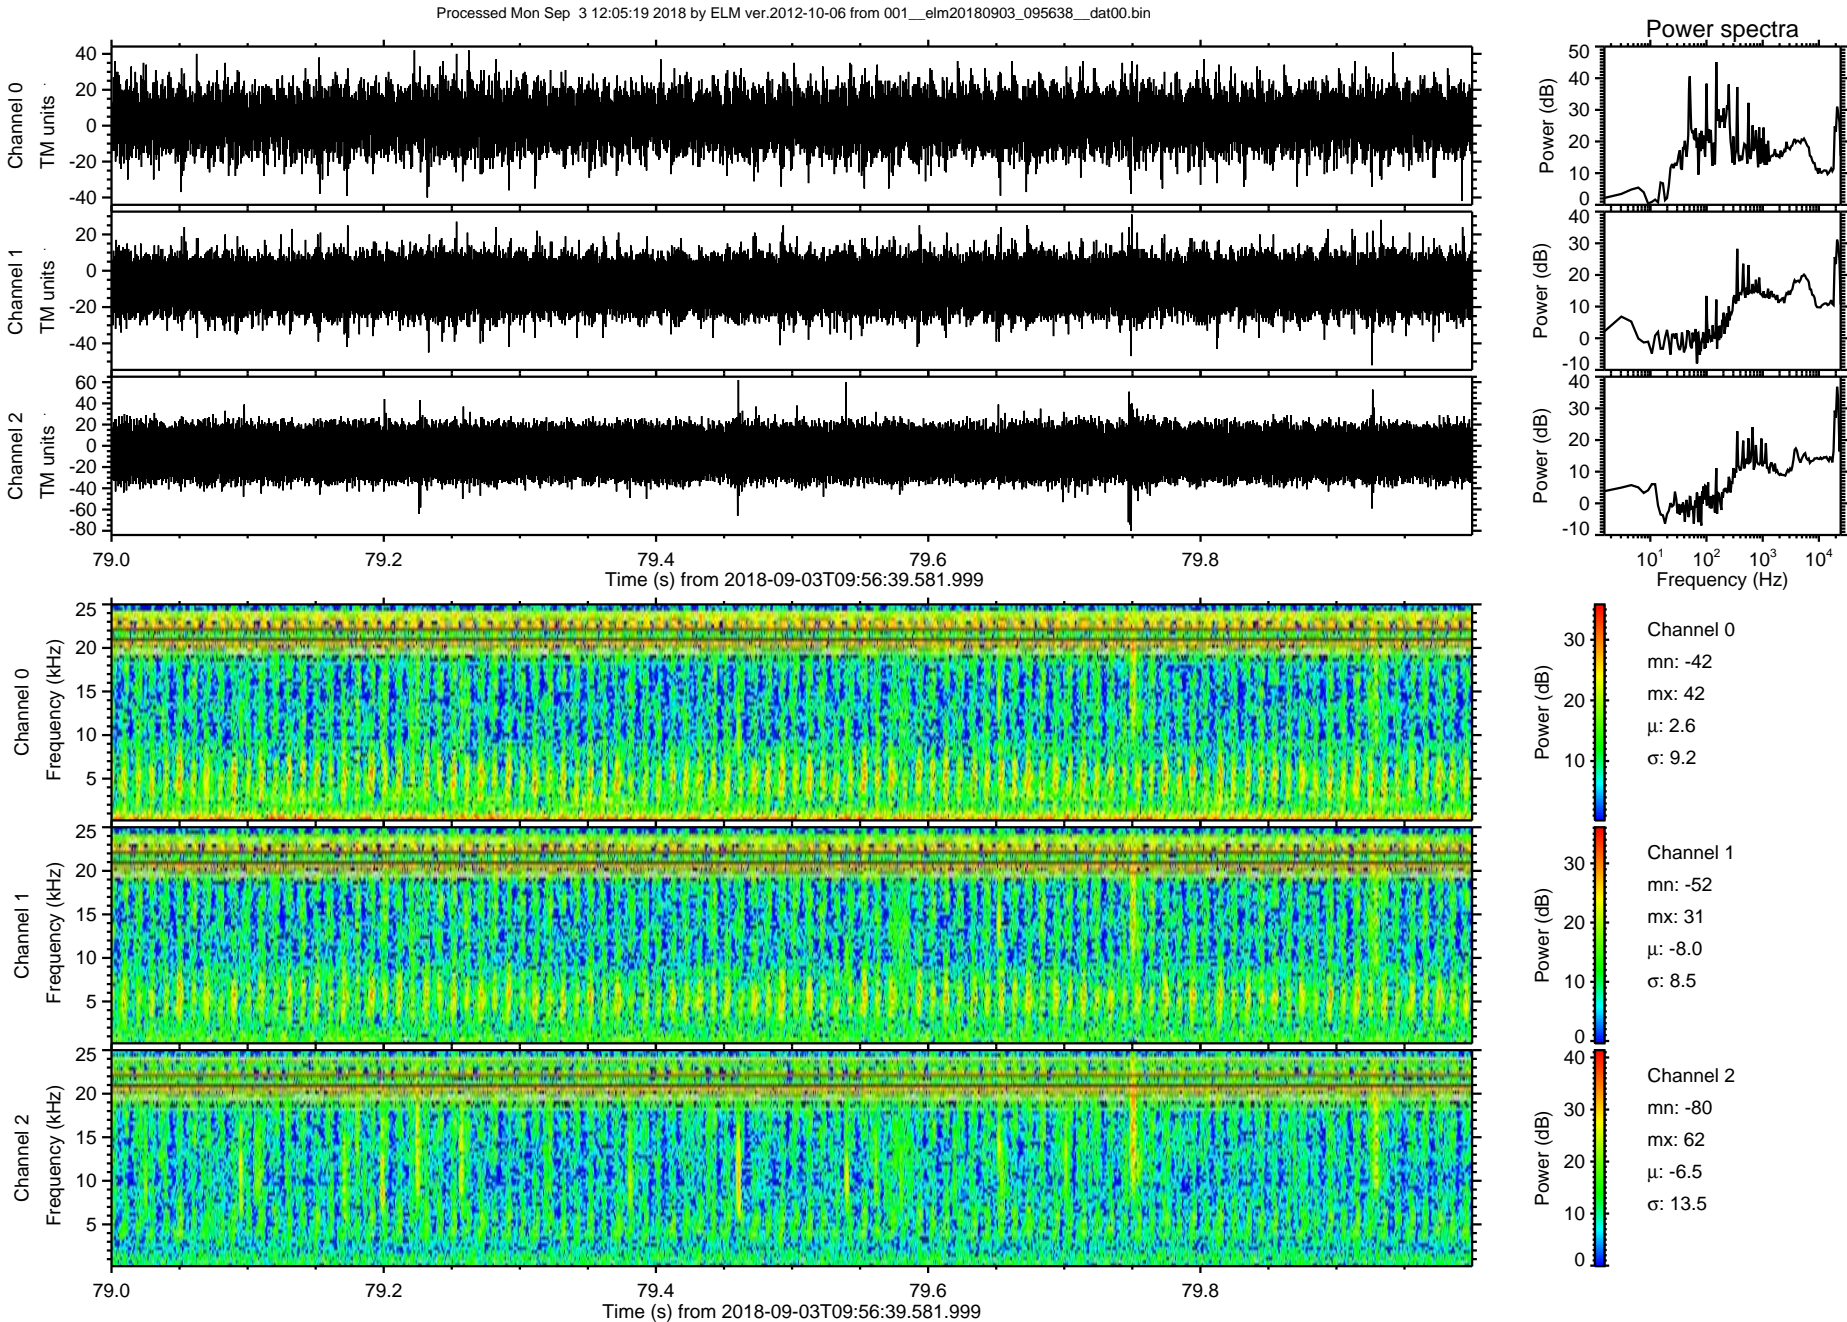 Processed Mon Sep  3 12:05:19 2018 by ELM ver.2012-10-06 from 001__elm20180903_095638__dat00.bin
Power spectra
Channel 0
TM units
40
20
0
-20
-40
Power (dB)
50
40
30
20
10
0
Channel 1
TM units
20
0
-20
-40
Power (dB)
40
30
20
10
0
-10
Channel 2
TM units
60
40
20
0
-20
-40
-60
-80
Power (dB)
40
30
20
10
0
-10
79.0 79.2 79.4 79.6 79.8
Time (s) from 2018-09-03T09:56:39.581.999
10^1 10^2 10^3 10^4
Frequency (Hz)
Channel 0
Frequency (kHz)
25
20
15
10
5
Power (dB)
30
20
10
Channel 0
mn: -42
mx: 42
μ: 2.6
σ: 9.2
Channel 1
Frequency (kHz)
25
20
15
10
5
Power (dB)
30
20
10
0
Channel 1
mn: -52
mx: 31
μ: -8.0
σ: 8.5
Channel 2
Frequency (kHz)
25
20
15
10
5
Power (dB)
40
30
20
10
0
Channel 2
mn: -80
mx: 62
μ: -6.5
σ: 13.5
79.0 79.2 79.4 79.6 79.8
Time (s) from 2018-09-03T09:56:39.581.999